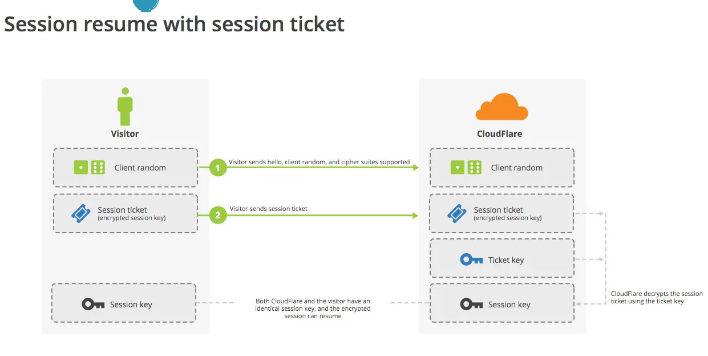 Session resume with session ticket
Visitor
CloudFlare
Client random
1
Visitor sends hello, client random, and cipher suites supported
Client random
Session ticket
(encrypted session key)
2
Visitor sends session ticket
Session ticket
(encrypted session key)
Ticket key
CloudFlare decrypts the session
ticket using the ticket key
Session key
Both CloudFlare and the visitor have an
identical session key, and the encrypted
session can resume
Session key